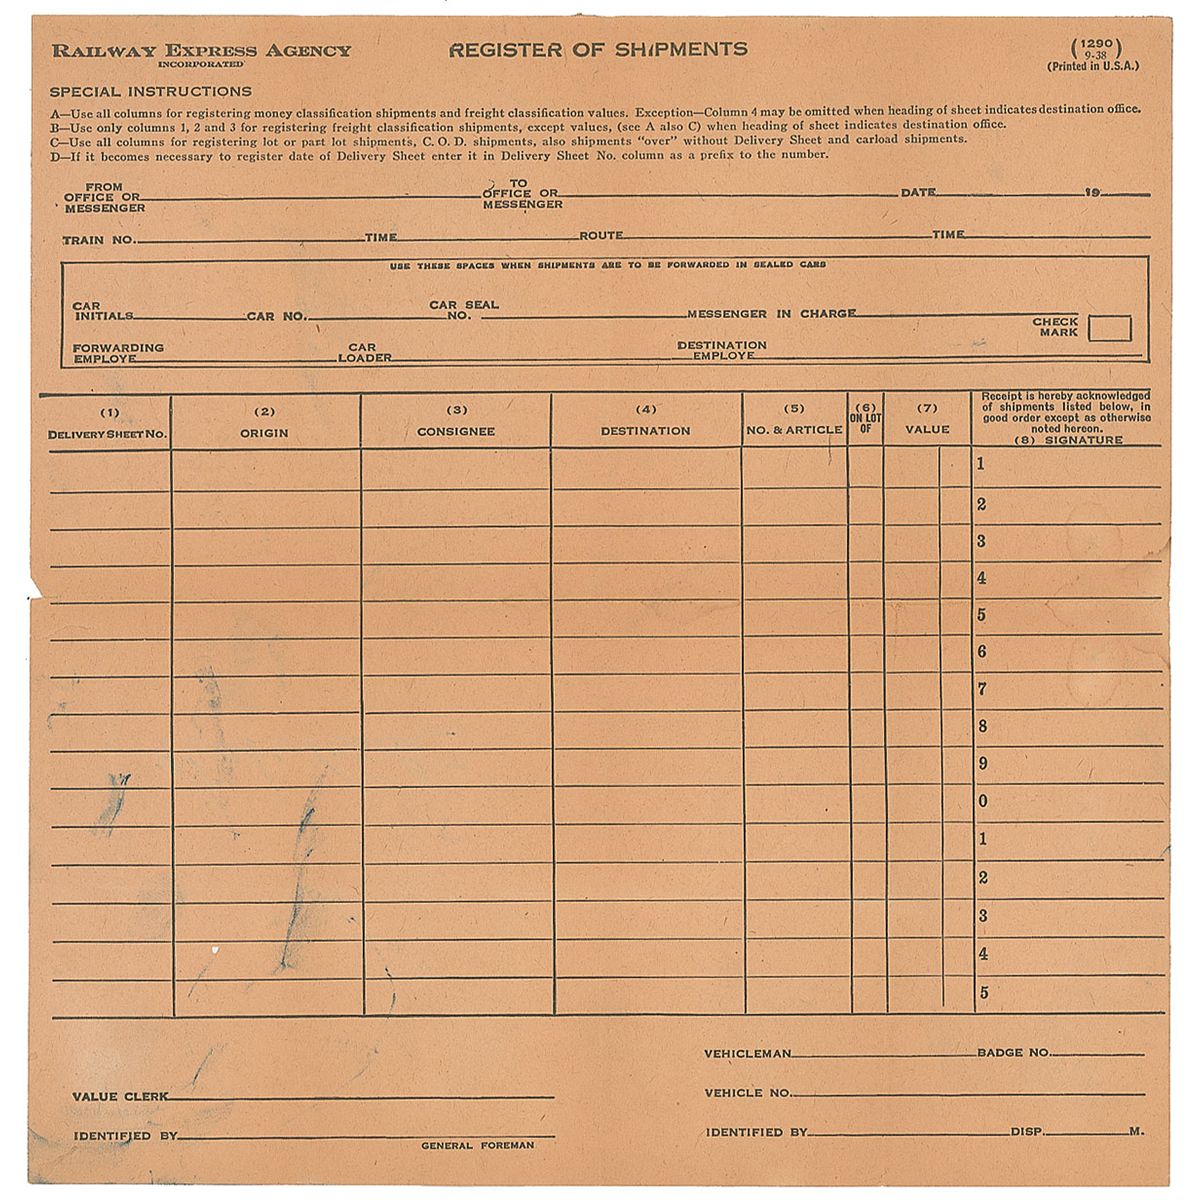 RAILWAY EXPRESS AGENCY
INCORPORATED
REGISTER OF SHIPMENTS
(1290)
9-38
(Printed in U.S.A.)
SPECIAL INSTRUCTIONS
A—Use all columns for registering money classification shipments and freight classification values. Exception—Column 4 may be omitted when heading of sheet indicates destination office.
B—Use only columns 1, 2 and 3 for registering freight classification shipments, except values, (see A also C) when heading of sheet indicates destination office.
C—Use all columns for registering lot or part lot shipments, C. O. D. shipments, also shipments "over" without Delivery Sheet and carload shipments.
D—If it becomes necessary to register date of Delivery Sheet enter it in Delivery Sheet No. column as a prefix to the number.
FROM
OFFICE OR
MESSENGER
TO
OFFICE OR
MESSENGER
DATE 19
TRAIN NO. TIME ROUTE TIME
USE THESE SPACES WHEN SHIPMENTS ARE TO BE FORWARDED IN SEALED CARS
CAR
INITIALS
CAR NO.
CAR SEAL
NO.
MESSENGER IN CHARGE
CHECK
MARK
FORWARDING
EMPLOYE
CAR
LOADER
DESTINATION
EMPLOYE
(1)
DELIVERY SHEET NO.
(2)
ORIGIN
(3)
CONSIGNEE
(4)
DESTINATION
(5)
NO. & ARTICLE
(6)
ON LOT
OF
(7)
VALUE
Receipt is hereby acknowledged
of shipments listed below, in
good order except as otherwise
noted hereon.
(8) SIGNATURE
1
2
3
4
5
6
7
8
9
0
1
2
3
4
5
VEHICLEMAN BADGE NO.
VALUE CLERK
VEHICLE NO.
IDENTIFIED BY
GENERAL FOREMAN
IDENTIFIED BY DISP. M.